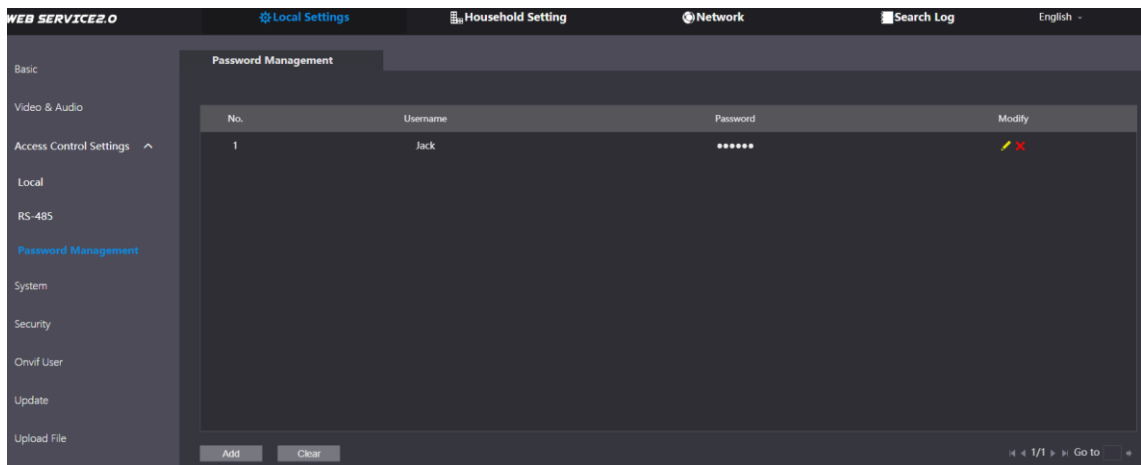 WEB SERVICE2.0 Local Settings Household Setting Network Search Log English
Basic
Video & Audio
Access Control Settings
Local
RS-485
Password Management
System
Security
Onvif User
Update
Upload File
Password Management
No. Username Password Modify
1 Jack ●●●●●●
Add Clear 1/1 Go to